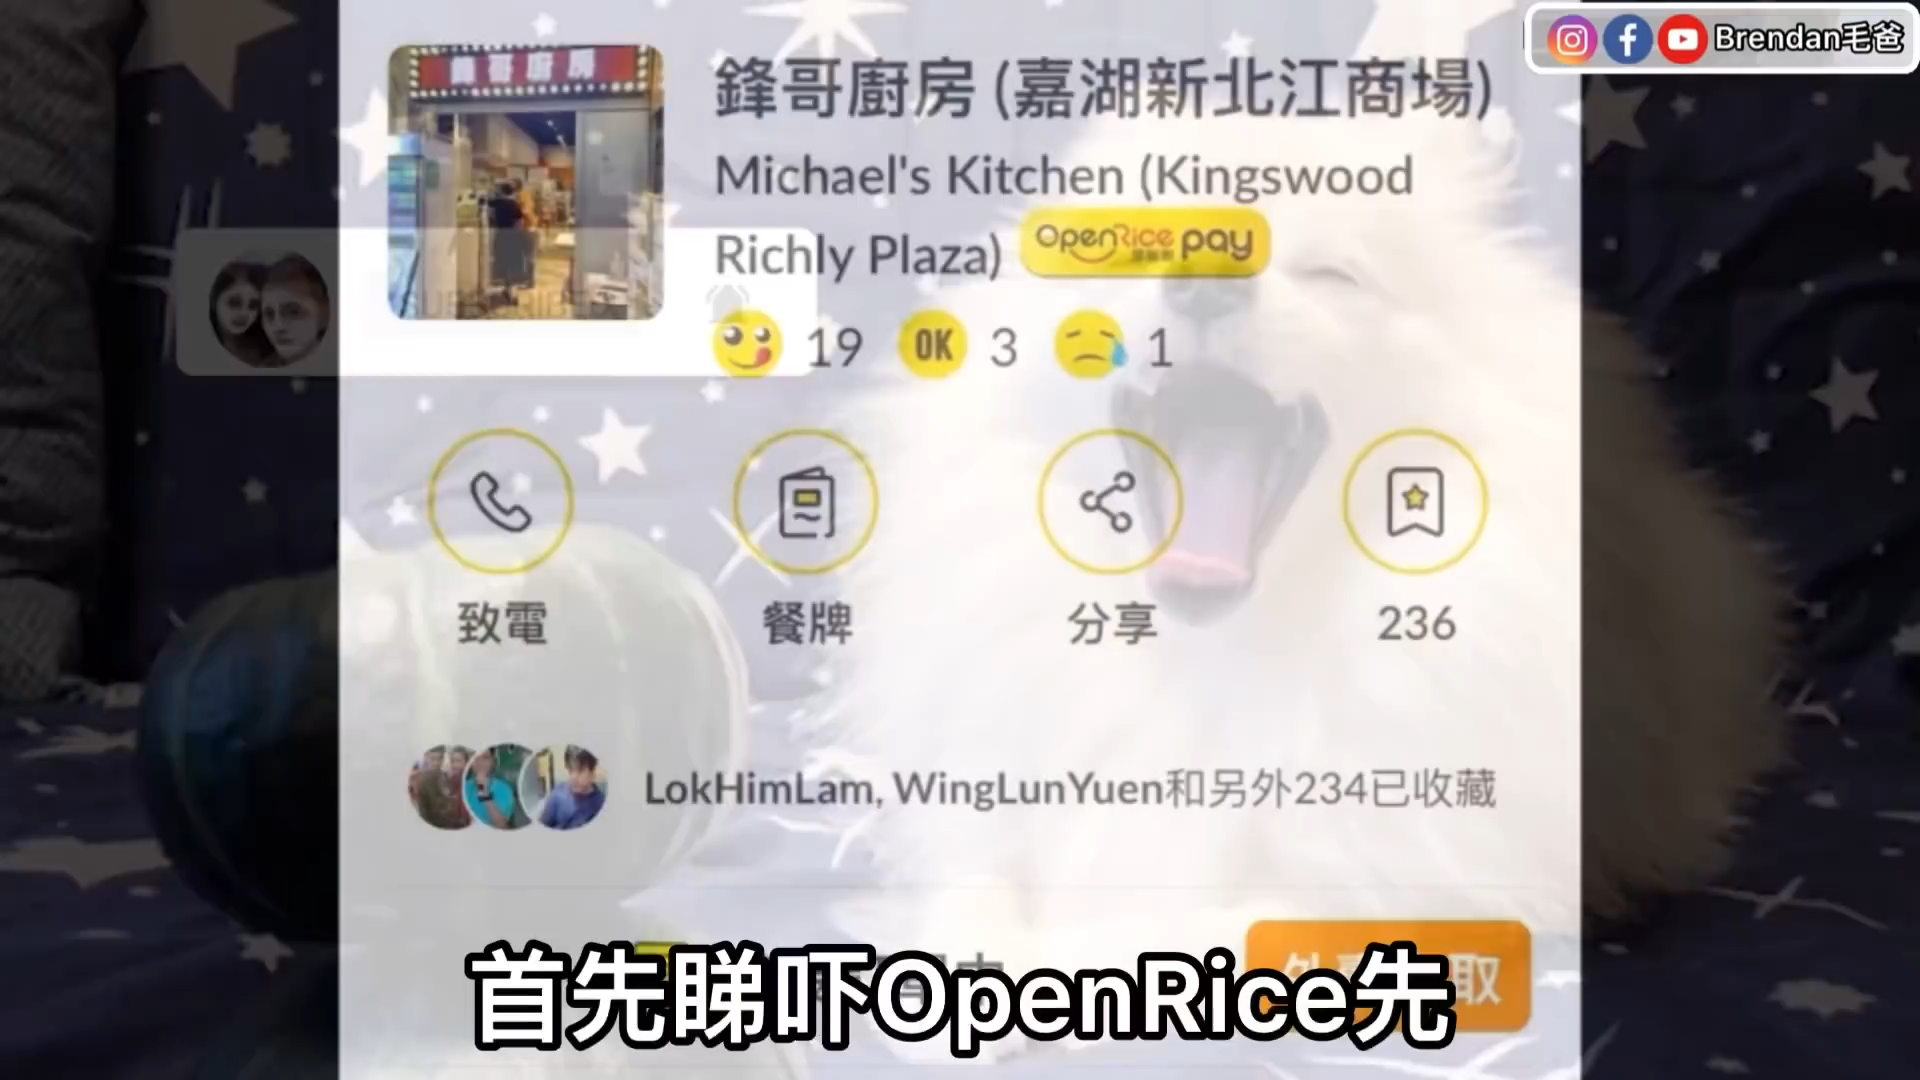 Brendan毛爸
鋒哥廚房 (嘉湖新北江商場)
Michael's Kitchen (Kingswood
Richly Plaza) OpenRice pay
19 OK 3 1
致電 餐牌 分享 236
LokHimLam, WingLunYuen和另外234已收藏
首先睇吓OpenRice先
取